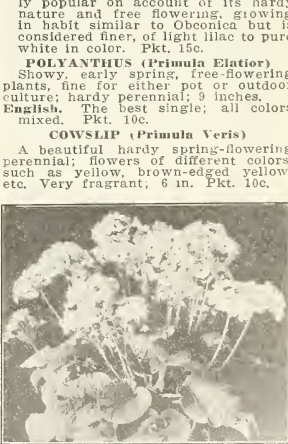 ly popular on account of its hardy
nature and free flowering, growing
in habit similar to Obconica but is
considered finer, of light lilac to pure
white in color. Pkt. 15c.
POLYANTHUS (Primula Elatior)
Showy, early spring, free-flowering
plants, fine for either pot or outdoor
culture; hardy perennial; 9 inches.
English. The best single; all colors
mixed. Pkt. 10c.
COWSLIP (Primula Veris)
A beautiful hardy spring-flowering
perennial; flowers of different colors
such as yellow, brown-edged yellow,
etc. Very fragrant; 6 in. Pkt. 10c.